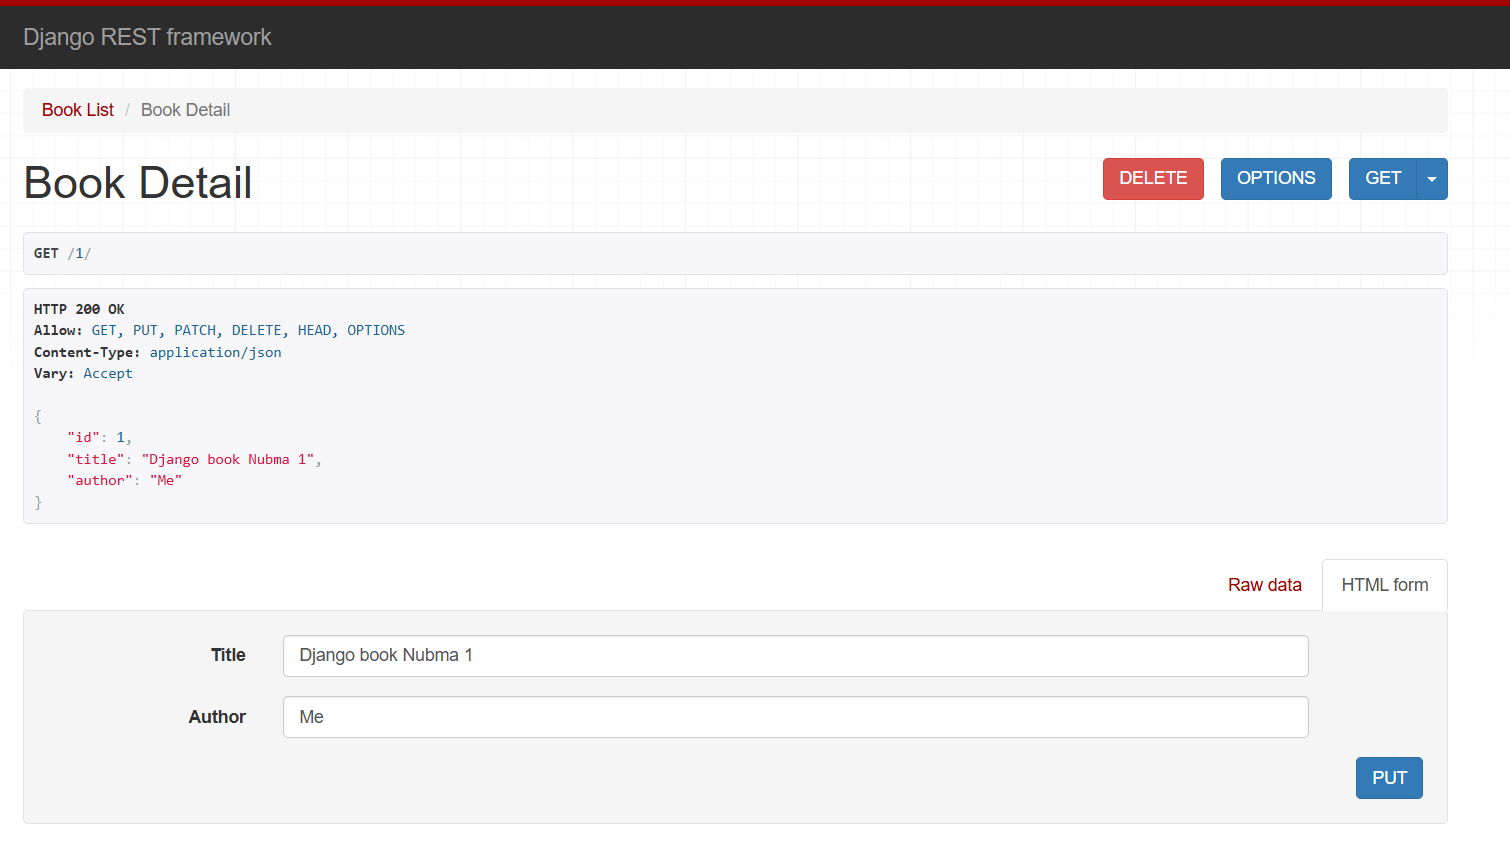 Django REST framework
Book List / Book Detail
Book Detail
DELETE OPTIONS GET
GET /1/
HTTP 200 OK
Allow: GET, PUT, PATCH, DELETE, HEAD, OPTIONS
Content-Type: application/json
Vary: Accept
{
    "id": 1,
    "title": "Django book Nubma 1",
    "author": "Me"
}
Raw data HTML form
Title Django book Nubma 1
Author Me
PUT